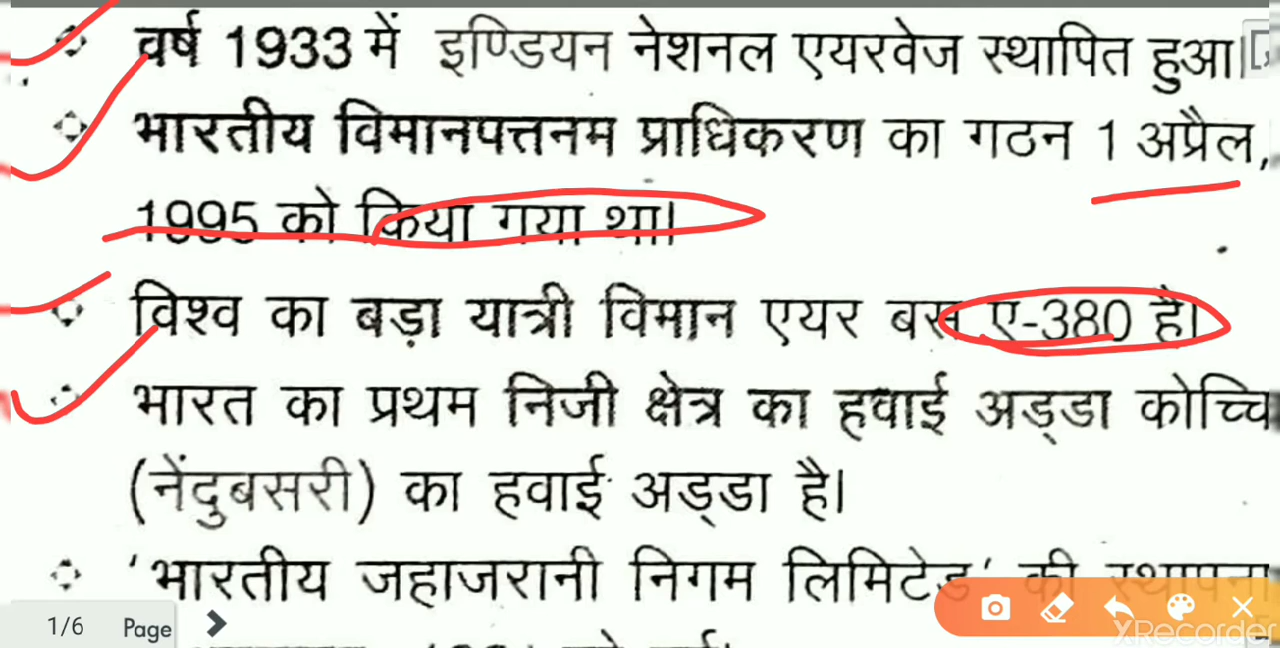 वर्ष 1933 में इण्डियन नेशनल एयरवेज स्थापित हुआ।
भारतीय विमानपत्तनम प्राधिकरण का गठन 1 अप्रैल,
1995 को किया गया था।
विश्व का बड़ा यात्री विमान एयर बस ए-380 है।
भारत का प्रथम निजी क्षेत्र का हवाई अड्डा कोच्चि
(नेंदुबसरी) का हवाई अड्डा है।
'भारतीय जहाजरानी निगम लिमिटेड' की स्थापना
1/6 Page
XRecorder